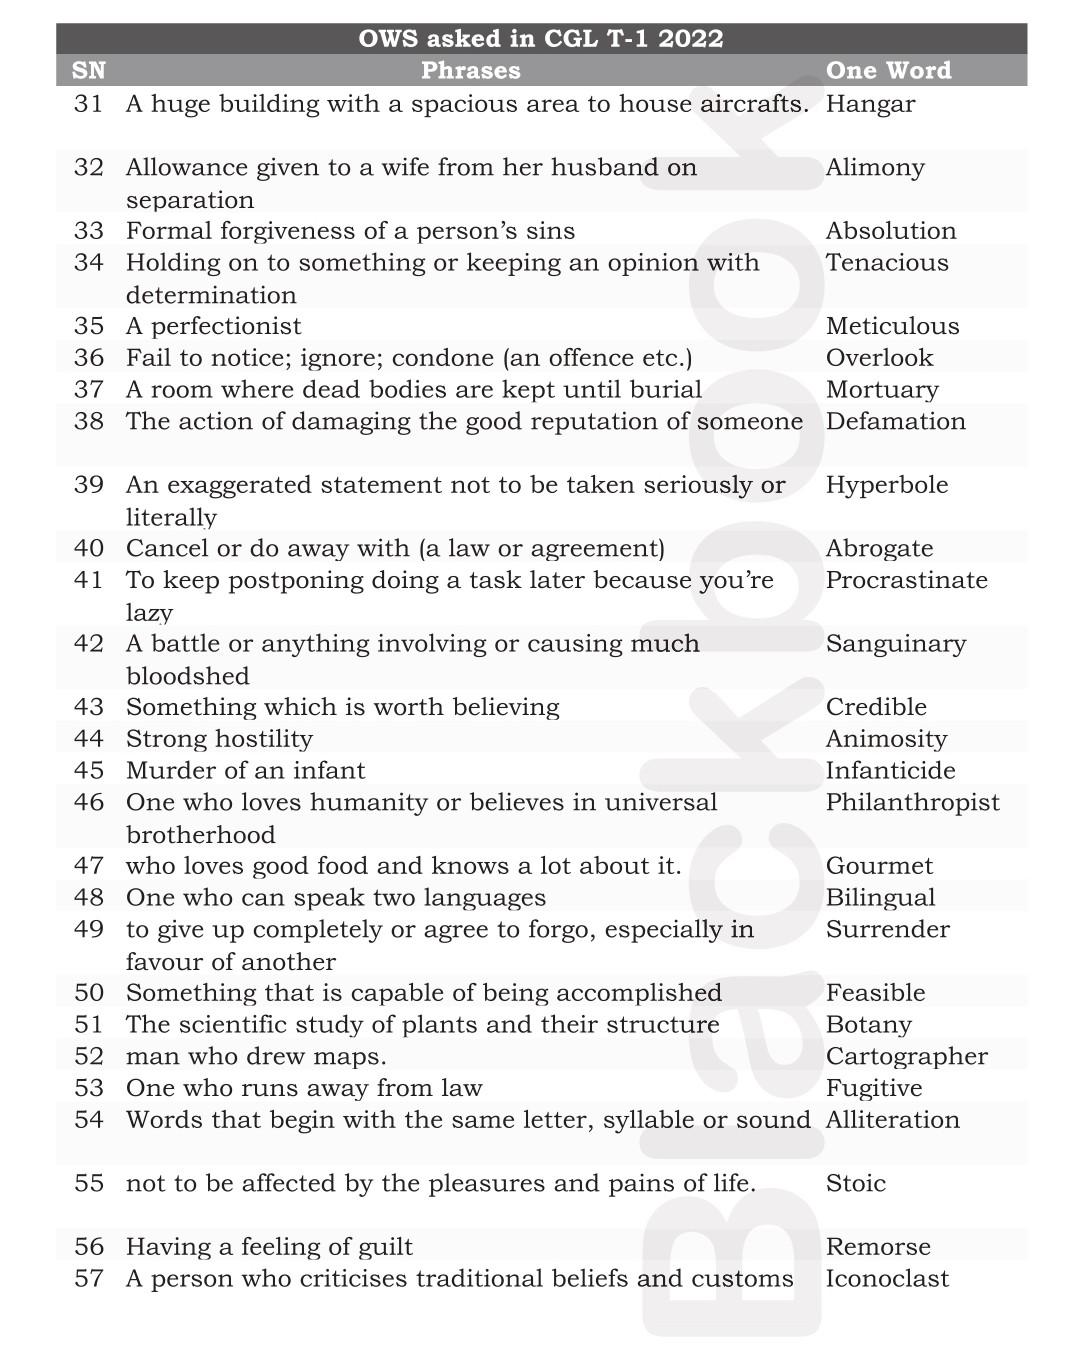 OWS asked in CGL T-1 2022
SN Phrases One Word
31 A huge building with a spacious area to house aircrafts. Hangar
32 Allowance given to a wife from her husband on Alimony
separation
33 Formal forgiveness of a person’s sins Absolution
34 Holding on to something or keeping an opinion with Tenacious
determination
35 A perfectionist Meticulous
36 Fail to notice; ignore; condone (an offence etc.) Overlook
37 A room where dead bodies are kept until burial Mortuary
38 The action of damaging the good reputation of someone Defamation
39 An exaggerated statement not to be taken seriously or Hyperbole
literally
40 Cancel or do away with (a law or agreement) Abrogate
41 To keep postponing doing a task later because you’re Procrastinate
lazy
42 A battle or anything involving or causing much Sanguinary
bloodshed
43 Something which is worth believing Credible
44 Strong hostility Animosity
45 Murder of an infant Infanticide
46 One who loves humanity or believes in universal Philanthropist
brotherhood
47 who loves good food and knows a lot about it. Gourmet
48 One who can speak two languages Bilingual
49 to give up completely or agree to forgo, especially in Surrender
favour of another
50 Something that is capable of being accomplished Feasible
51 The scientific study of plants and their structure Botany
52 man who drew maps. Cartographer
53 One who runs away from law Fugitive
54 Words that begin with the same letter, syllable or sound Alliteration
55 not to be affected by the pleasures and pains of life. Stoic
56 Having a feeling of guilt Remorse
57 A person who criticises traditional beliefs and customs Iconoclast
Blackbook